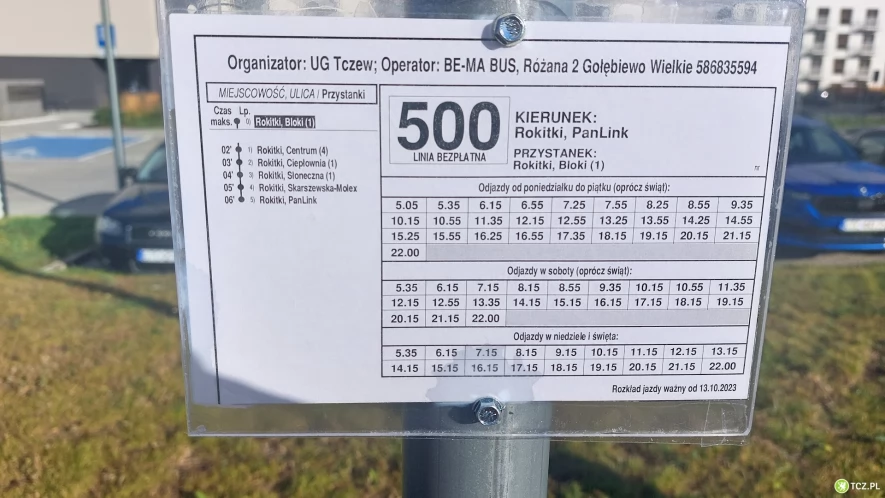 Organizator: UG Tczew; Operator: BE-MA BUS, Różana 2 Gołębiewo Wielkie 586835594
MIEJSCOWOŚĆ, ULICA / Przystanki
Czas Lp.
maks. 0) Rokitki, Bloki (1)
02' 1) Rokitki, Centrum (4)
03' 2) Rokitki, Ciepłownia (1)
04' 3) Rokitki, Słoneczna (1)
05' 4) Rokitki, Skarszewska-Molex
06' 5) Rokitki, PanLink
500
LINIA BEZPŁATNA
KIERUNEK:
Rokitki, PanLink
PRZYSTANEK:
Rokitki, Bloki (1)
nr
Odjazdy od poniedziałku do piątku (oprócz świąt):
5.05 5.35 6.15 6.55 7.25 7.55 8.25 8.55 9.35
10.15 10.55 11.35 12.15 12.55 13.25 13.55 14.25 14.55
15.25 15.55 16.25 16.55 17.35 18.15 19.15 20.15 21.15
22.00
Odjazdy w soboty (oprócz świąt):
5.35 6.15 7.15 8.15 8.55 9.35 10.15 10.55 11.35
12.15 12.55 13.35 14.15 15.15 16.15 17.15 18.15 19.15
20.15 21.15 22.00
Odjazdy w niedziele i święta:
5.35 6.15 7.15 8.15 9.15 10.15 11.15 12.15 13.15
14.15 15.15 16.15 17.15 18.15 19.15 20.15 21.15 22.00
Rozkład jazdy ważny od 13.10.2023
TCZ.PL